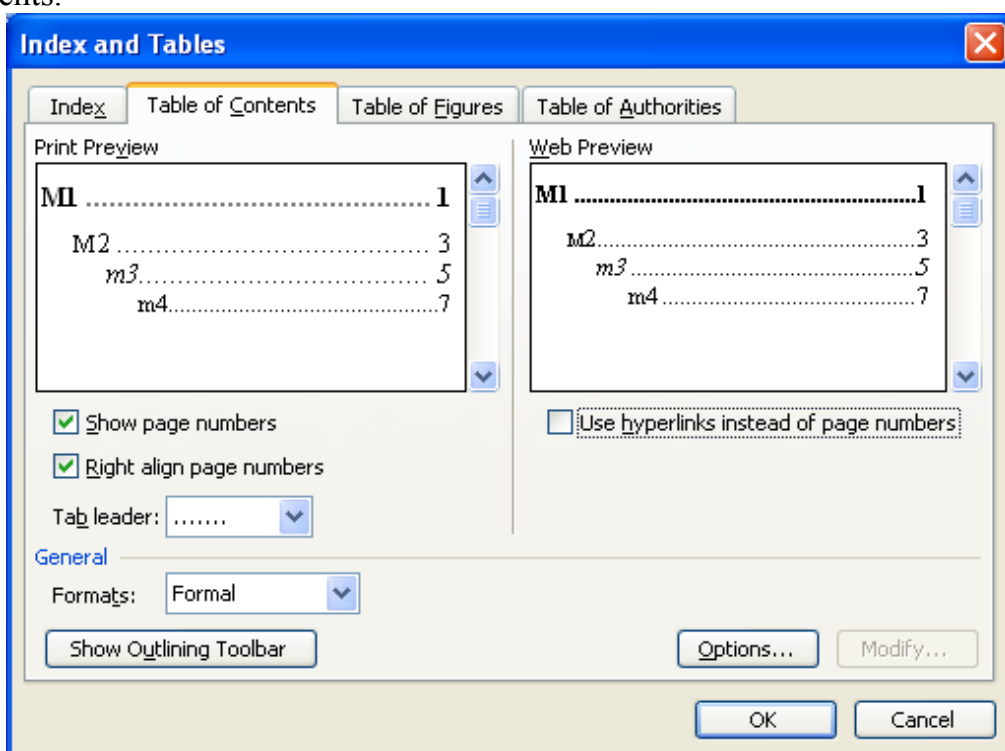 ents.
Index and Tables
Index Table of Contents Table of Figures Table of Authorities
Print Preview
M1 ........................................ 1
M2 ........................................ 3
m3 ........................................ 5
m4 ........................................ 7
Web Preview
M1 ........................................ 1
M2 ........................................ 3
m3 ........................................ 5
m4 ........................................ 7
Show page numbers
Right align page numbers
Tab leader: .......
Use hyperlinks instead of page numbers
General
Formats: Formal
Show Outlining Toolbar Options... Modify...
OK Cancel